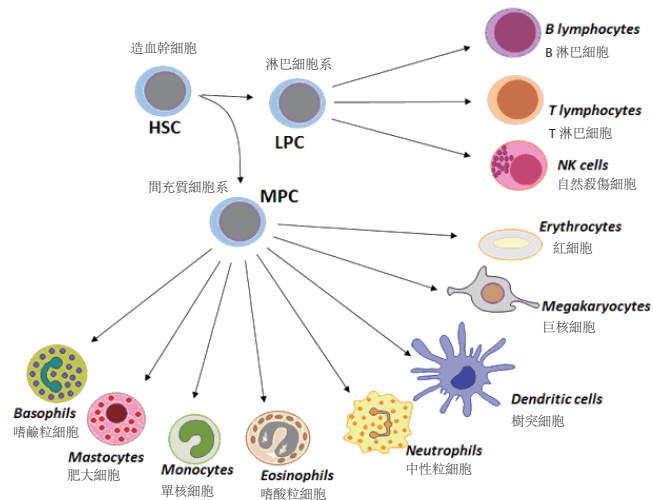 造血幹細胞
HSC
淋巴細胞系
LPC
B lymphocytes
B 淋巴細胞
T lymphocytes
T 淋巴細胞
NK cells
自然殺傷細胞
間充質細胞系
MPC
Erythrocytes
紅細胞
Megakaryocytes
巨核細胞
Dendritic cells
樹突細胞
Neutrophils
中性粒細胞
Eosinophils
嗜酸粒細胞
Monocytes
單核細胞
Mastocytes
肥大細胞
Basophils
嗜鹼粒細胞